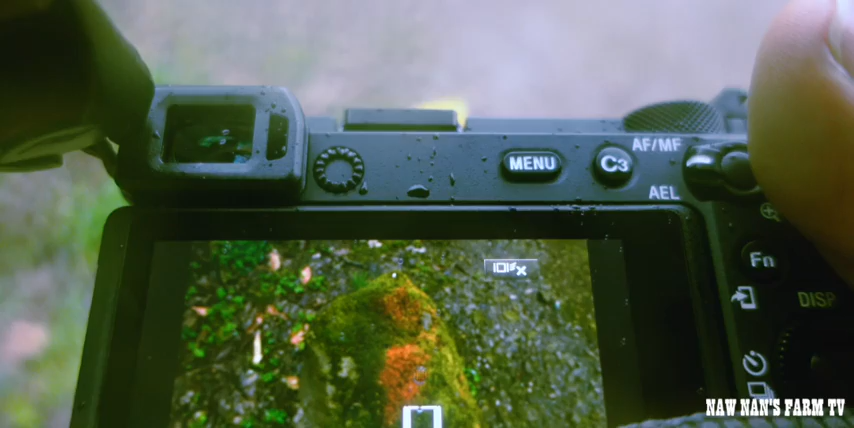 MENU
C3
AF/MF
AEL
Fn
DISP
NAW NAN'S FARM TV